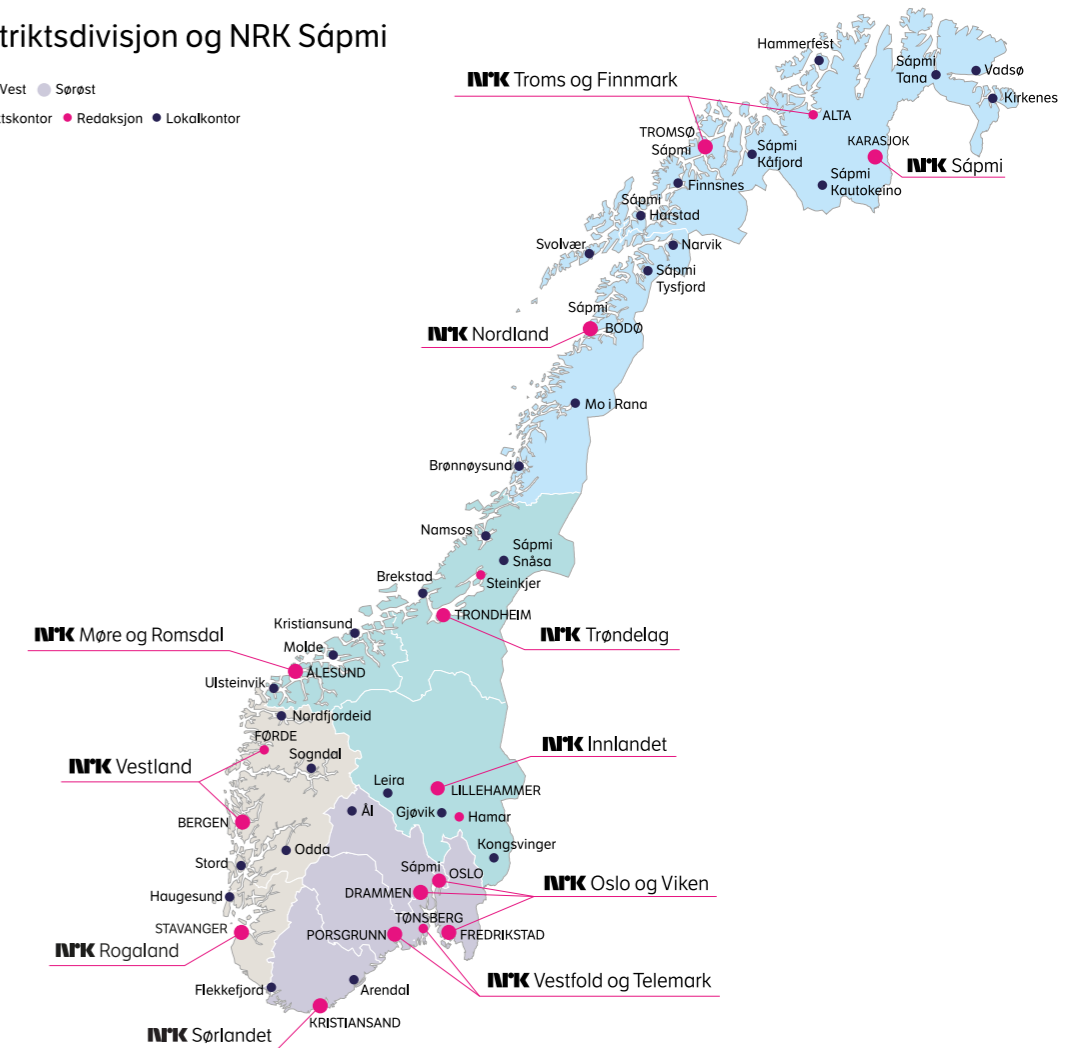 triktsdivisjon og NRK Sápmi
Vest Sørøst
tskontor Redaksjon Lokalkontor
Hammerfest
Sápmi
Tana
Vadsø
Kirkenes
NRK Troms og Finnmark
ALTA
TROMSØ
Sápmi
KARASJOK
Sápmi
Kåfjord
NRK Sápmi
Sápmi
Kautokeino
Finnsnes
Sápmi
Harstad
Svolvær
Narvik
Sápmi
Tysfjord
Sápmi
BODØ
NRK Nordland
Mo i Rana
Brønnøysund
Namsos
Sápmi
Snåsa
Steinkjer
Brekstad
TRONDHEIM
NRK Trøndelag
Kristiansund
NRK Møre og Romsdal
Molde
ÅLESUND
Ulsteinvik
Nordfjordeid
FØRDE
Sogndal
NRK Innlandet
NRK Vestland
Leira
LILLEHAMMER
Ål
Gjøvik
Hamar
BERGEN
Odda
Kongsvinger
Stord
Sápmi
OSLO
NRK Oslo og Viken
DRAMMEN
Haugesund
TØNSBERG
STAVANGER
PORSGRUNN
FREDRIKSTAD
NRK Rogaland
NRK Vestfold og Telemark
Flekkefjord
Arendal
KRISTIANSAND
NRK Sørlandet